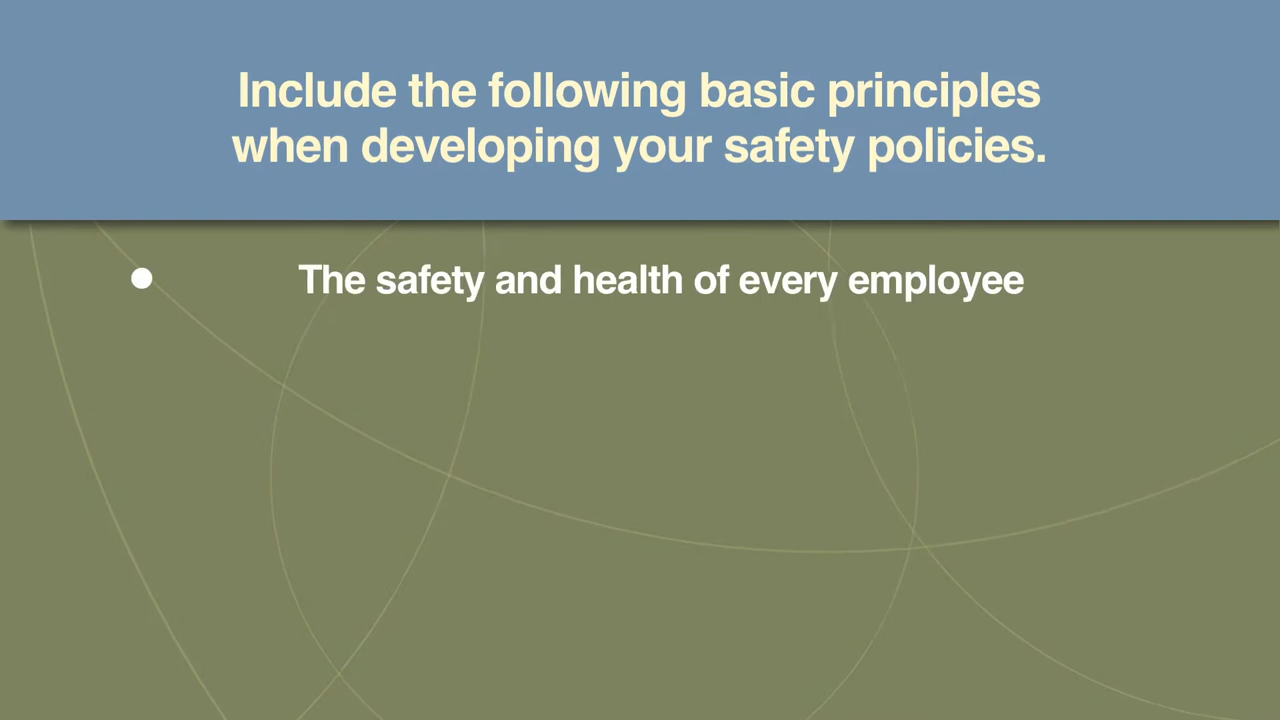 Include the following basic principles
when developing your safety policies.
● The safety and health of every employee